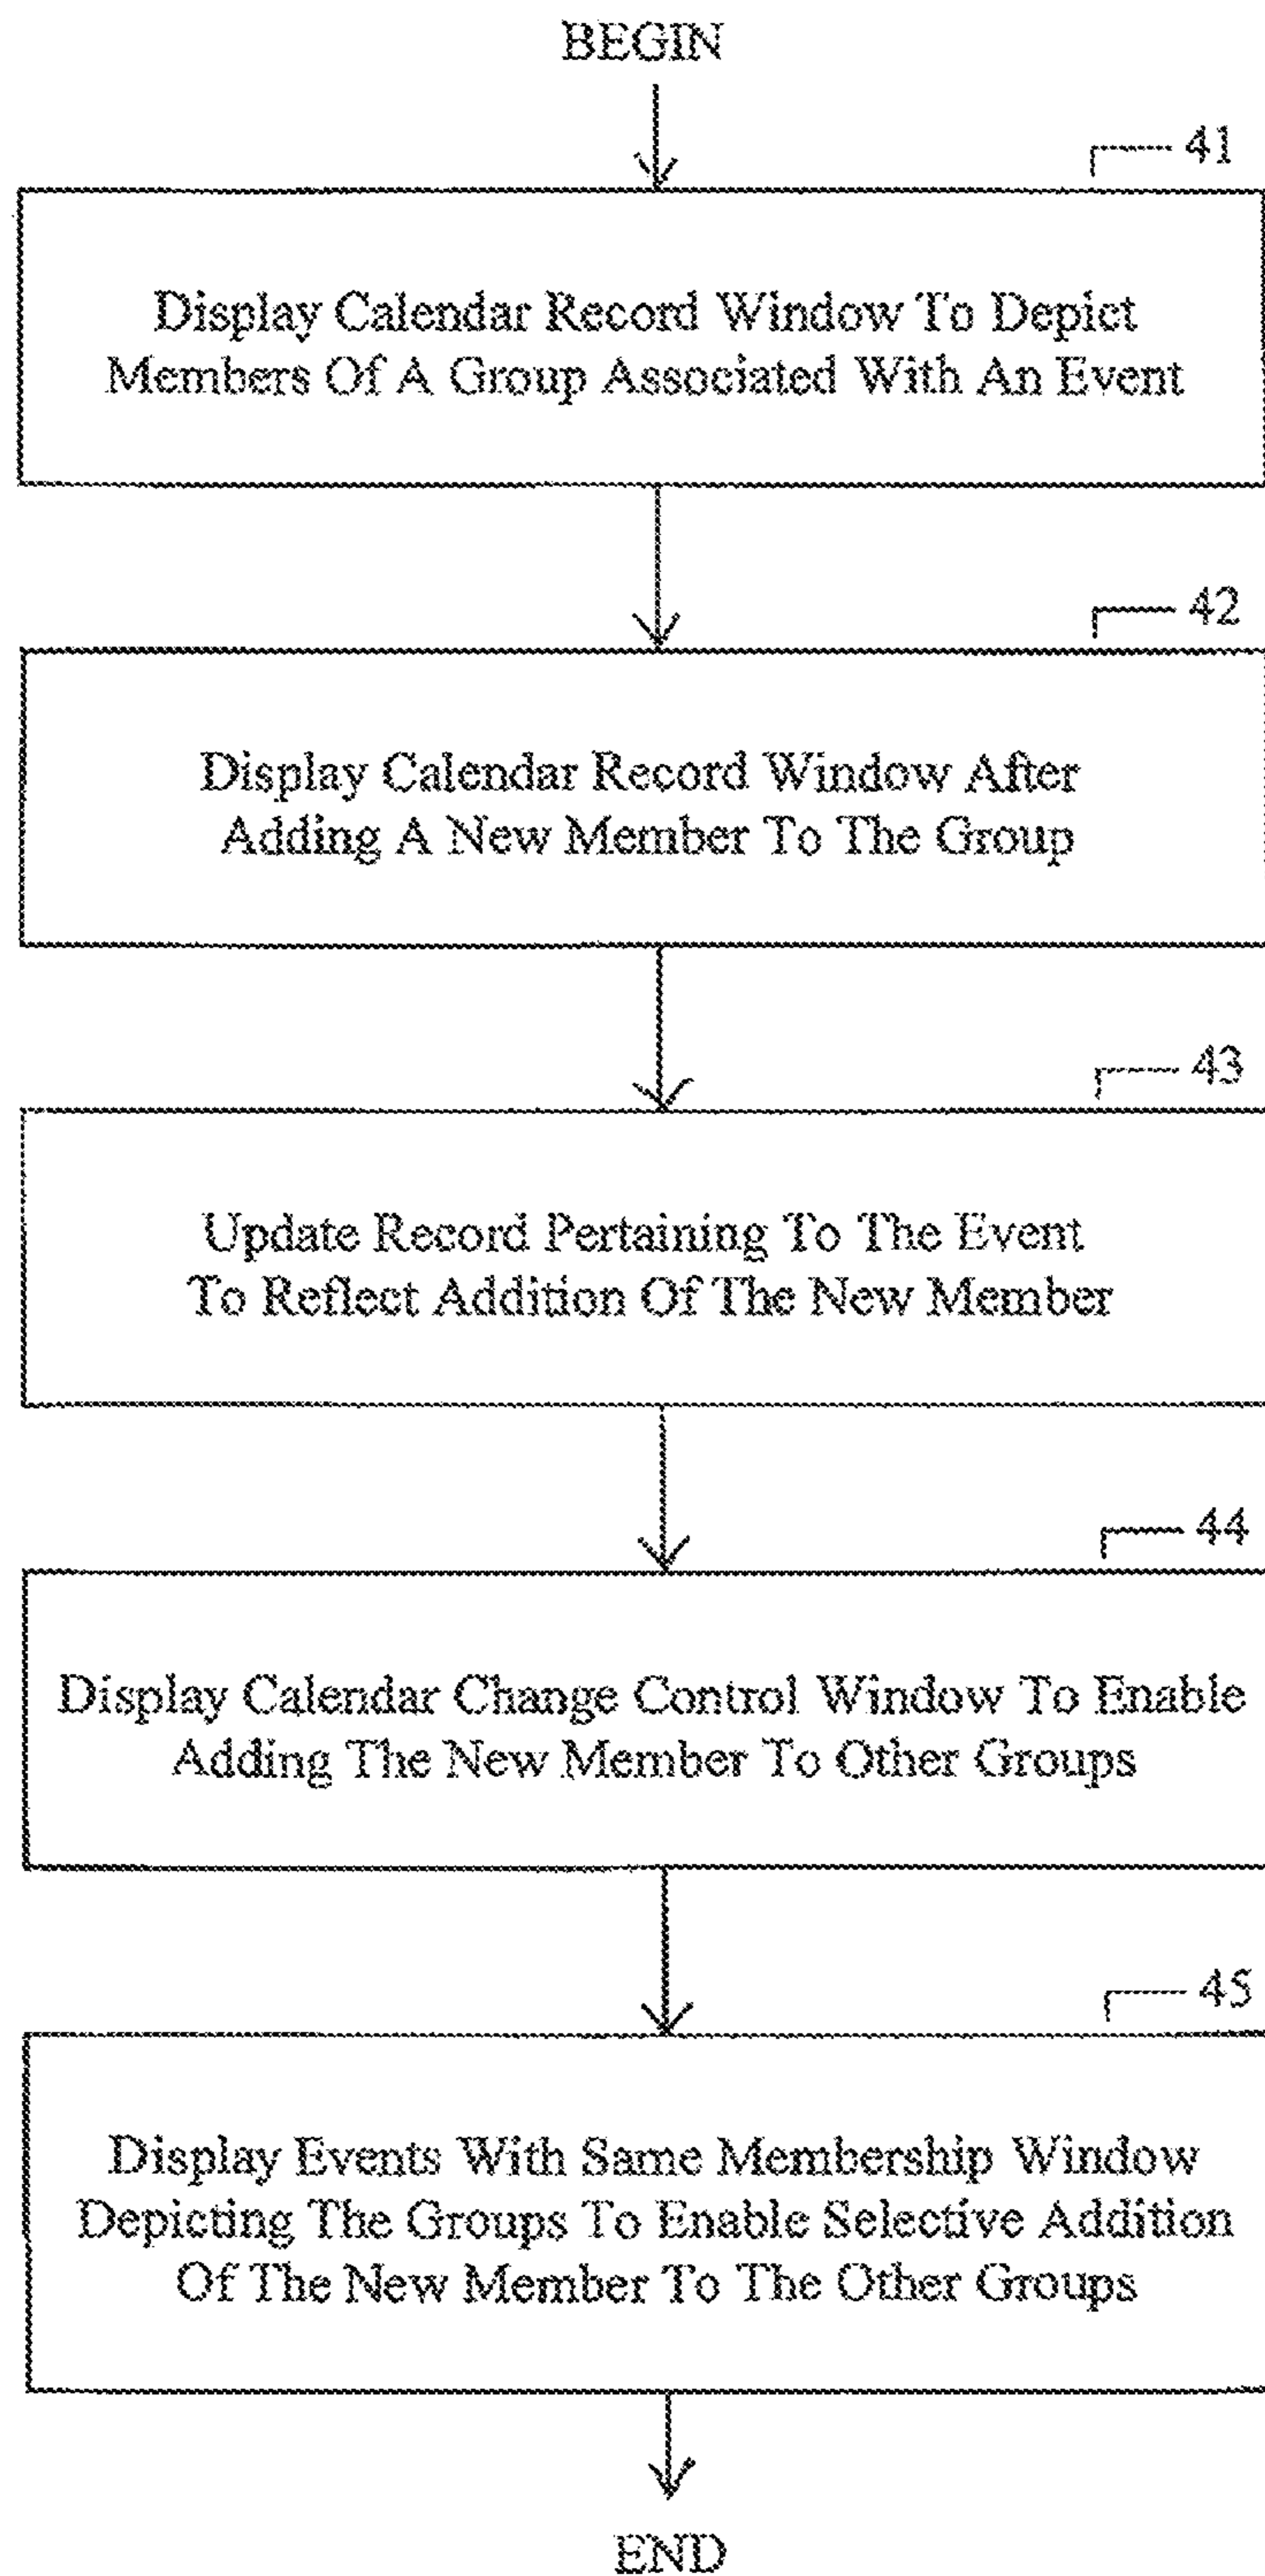 BEGIN
41
Display Calendar Record Window To Depict
Members Of A Group Associated With An Event
42
Display Calendar Record Window After
Adding A New Member To The Group
43
Update Record Pertaining To The Event
To Reflect Addition Of The New Member
44
Display Calendar Change Control Window To Enable
Adding The New Member To Other Groups
45
Display Events With Same Membership Window
Depicting The Groups To Enable Selective Addition
Of The New Member To The Other Groups
END